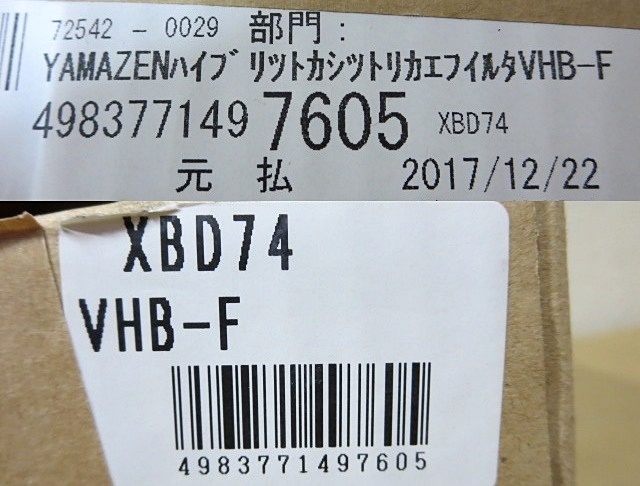 72542 - 0029 部門：
YAMAZENﾊｲﾌﾞﾘﾂﾄｶｼﾂﾄﾘｶｴﾌｲﾙﾀVHB-F
4983771497605 XBD74
元 払 2017/12/22
XBD74
VHB-F
4983771497605